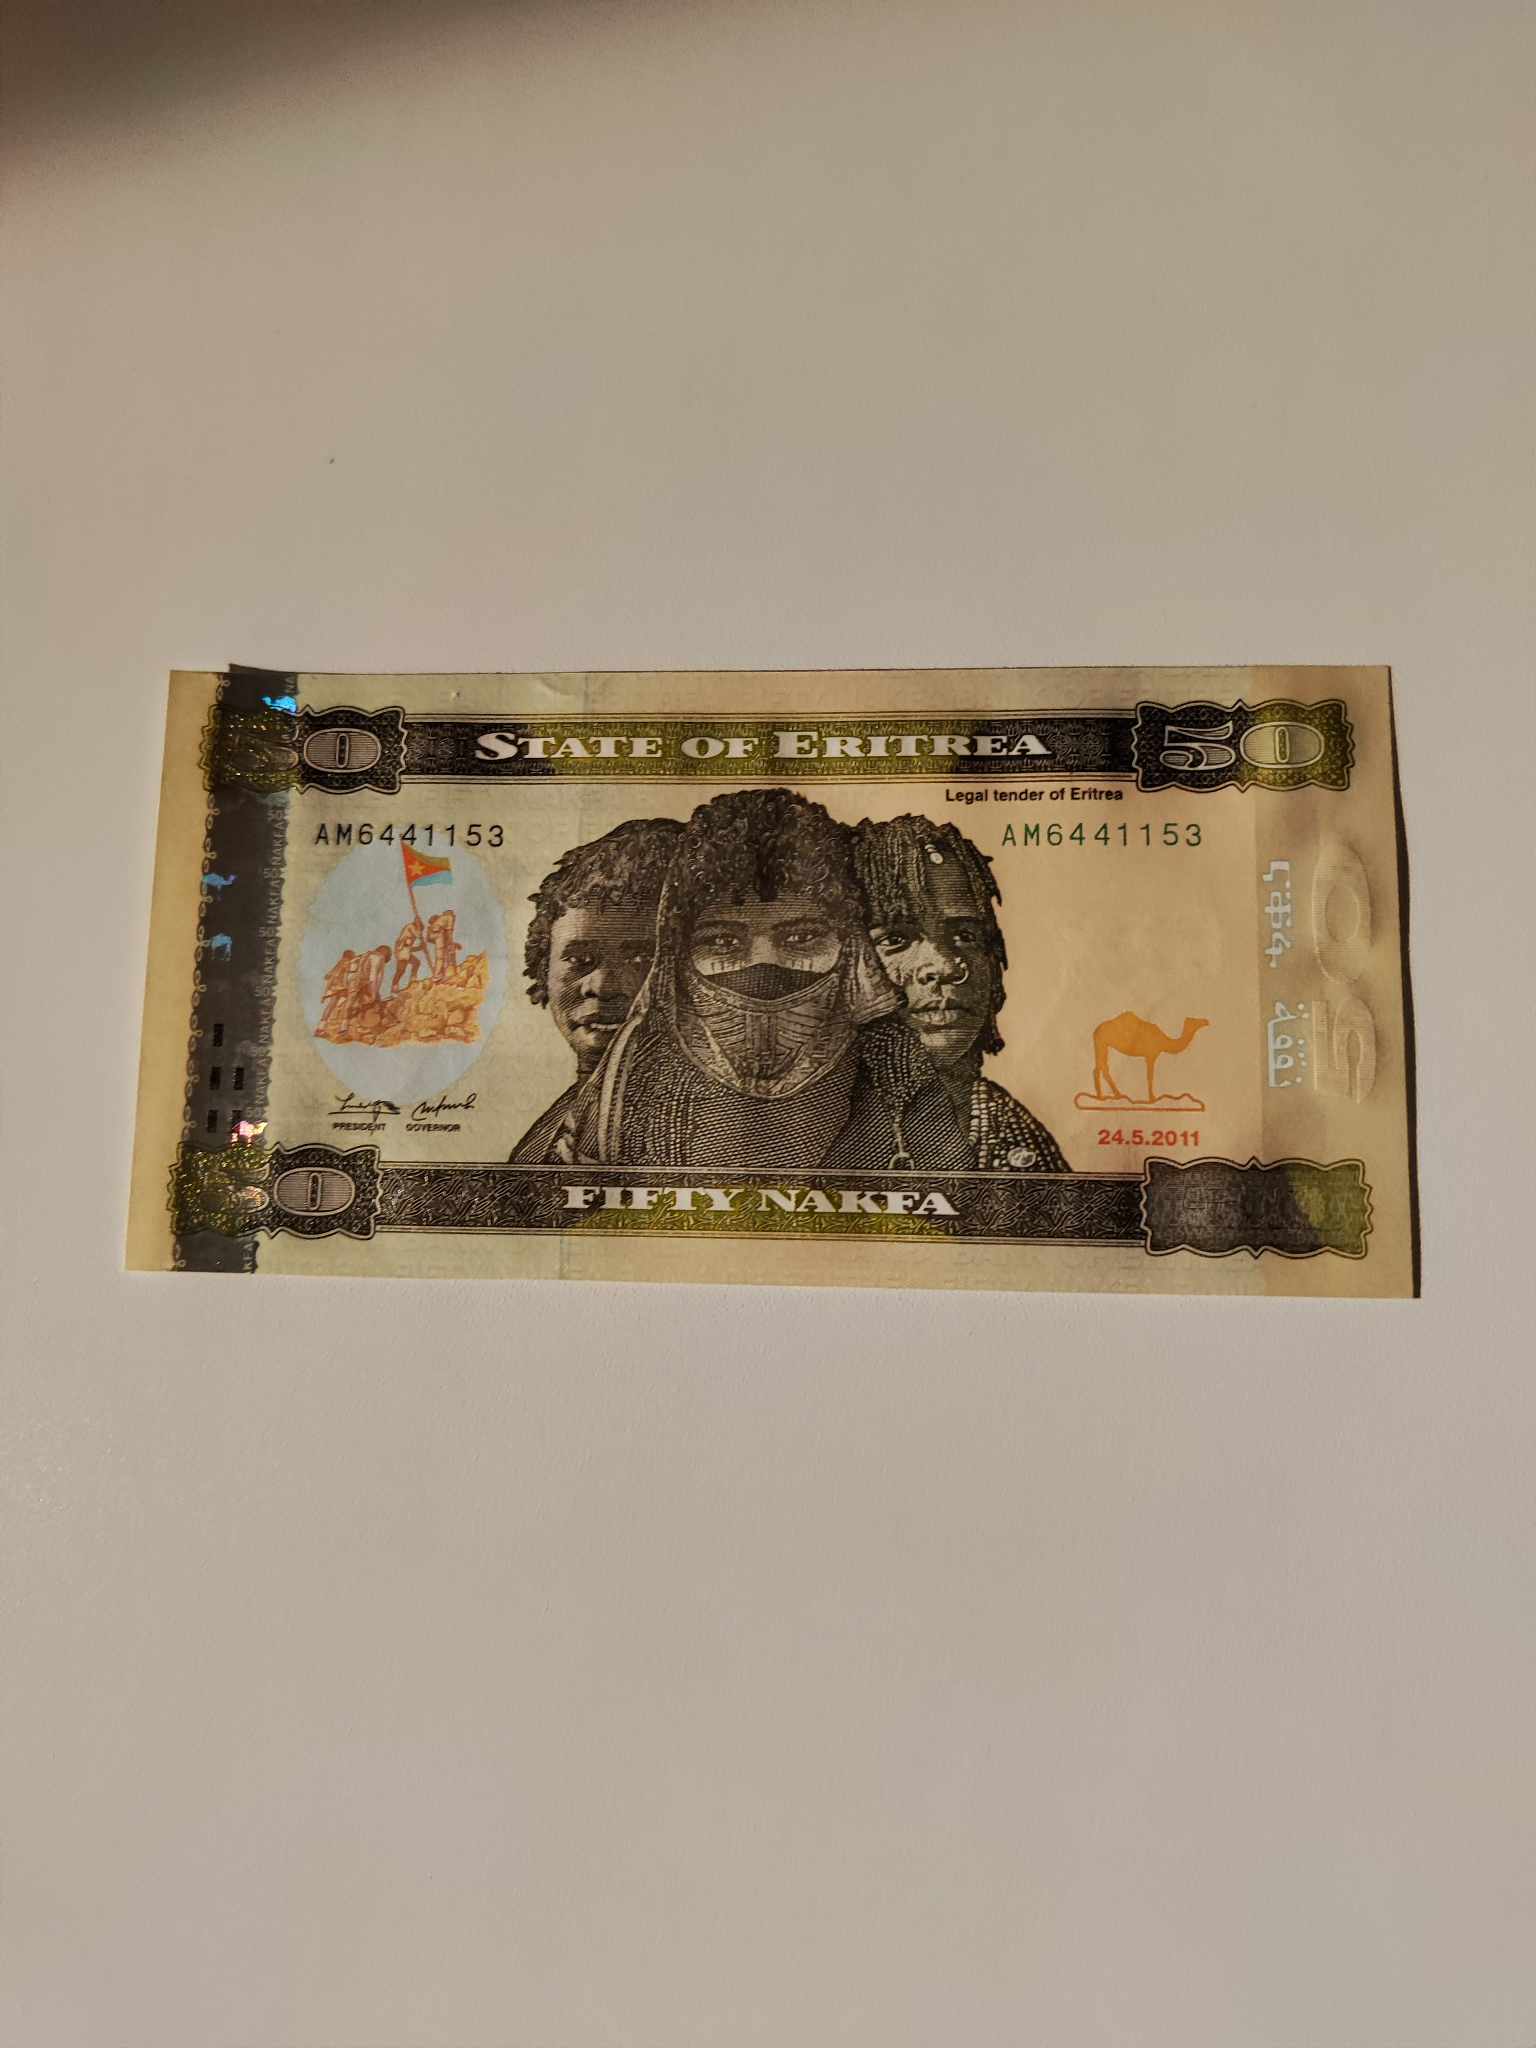 50
STATE OF ERITREA
50
Legal tender of Eritrea
AM6441153
AM6441153
ናቕፋ
نقفة
50
PRESIDENT
GOVERNOR
24.5.2011
50
FIFTY NAKFA